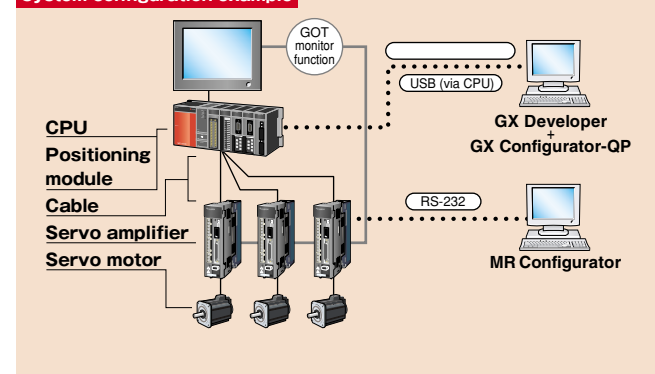 System configuration example
GOT
monitor
function
USB (via CPU)
GX Developer
+
GX Configurator-QP
CPU
Positioning
module
Cable
Servo amplifier
Servo motor
RS-232
MR Configurator